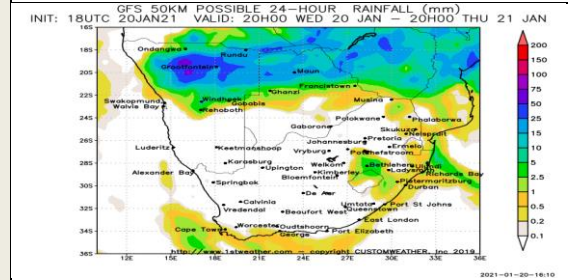 GFS 50KM POSSIBLE 24-HOUR RAINFALL (mm)
INIT: 18UTC 20JAN21 VALID: 20H00 WED 20 JAN – 20H00 THU 21 JAN
16S
18S
20S
22S
24S
26S
28S
30S
32S
34S
36S
12E 15E 18E 21E 24E 27E 30E 33E 36E
Ondangwa
Rundu
Grootfontein
Maun
Francistown
Ghanzi
Windhoek
Gobabis
Swakopmund
Walvis Bay
Rehoboth
Musina
Polokwane
Phalaborwa
Skukuza
Nelspruit
Gaborone
Pretoria
Johannesburg
Ermelo
Luderitz
Keetmanshoop
Vryburg
Potchefstroom
Karasburg
Upington
Welkom
Bethlehem
Ulundi
Ladysmith
Alexander Bay
Kimberley
Bloemfontein
Richards Bay
Pietermaritzburg
Durban
Springbok
De Aar
Calvinia
Vredendal
Umtata
Port St Johns
Beaufort West
Queenstown
East London
Cape Town
Worcester
Oudtshoorn
George
Port Elizabeth
http://www.1stweather.com – copyright CUSTOMWEATHER, Inc 2019
200
150
100
75
50
25
15
10
5
2.5
1
0.5
0.2
0.1
2021-01-20-16:10